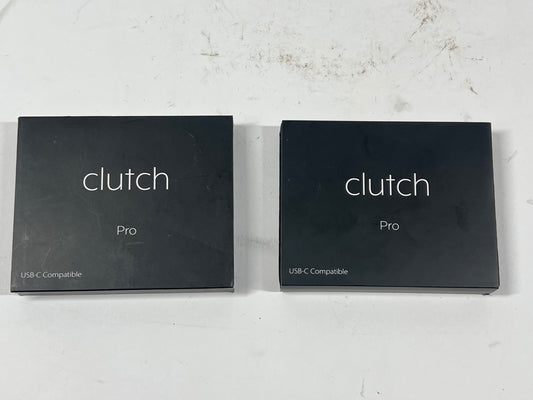 clutch
Pro
USB-C Compatible
clutch
Pro
USB-C Compatible